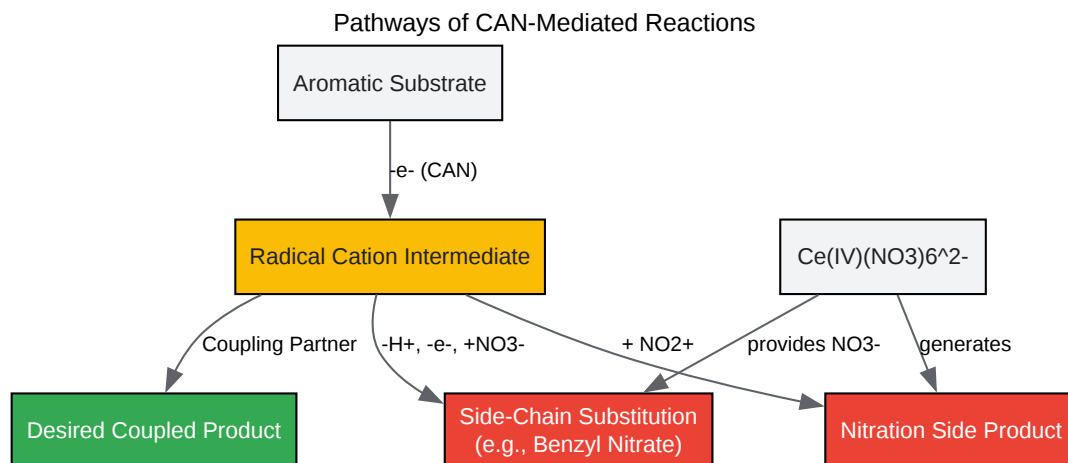 Pathways of CAN-Mediated Reactions
Aromatic Substrate
-e- (CAN)
Radical Cation Intermediate
Ce(IV)(NO3)6^2-
Coupling Partner
-H+, -e-, +NO3-
+ NO2+
provides NO3-
generates
Desired Coupled Product
Side-Chain Substitution
(e.g., Benzyl Nitrate)
Nitration Side Product